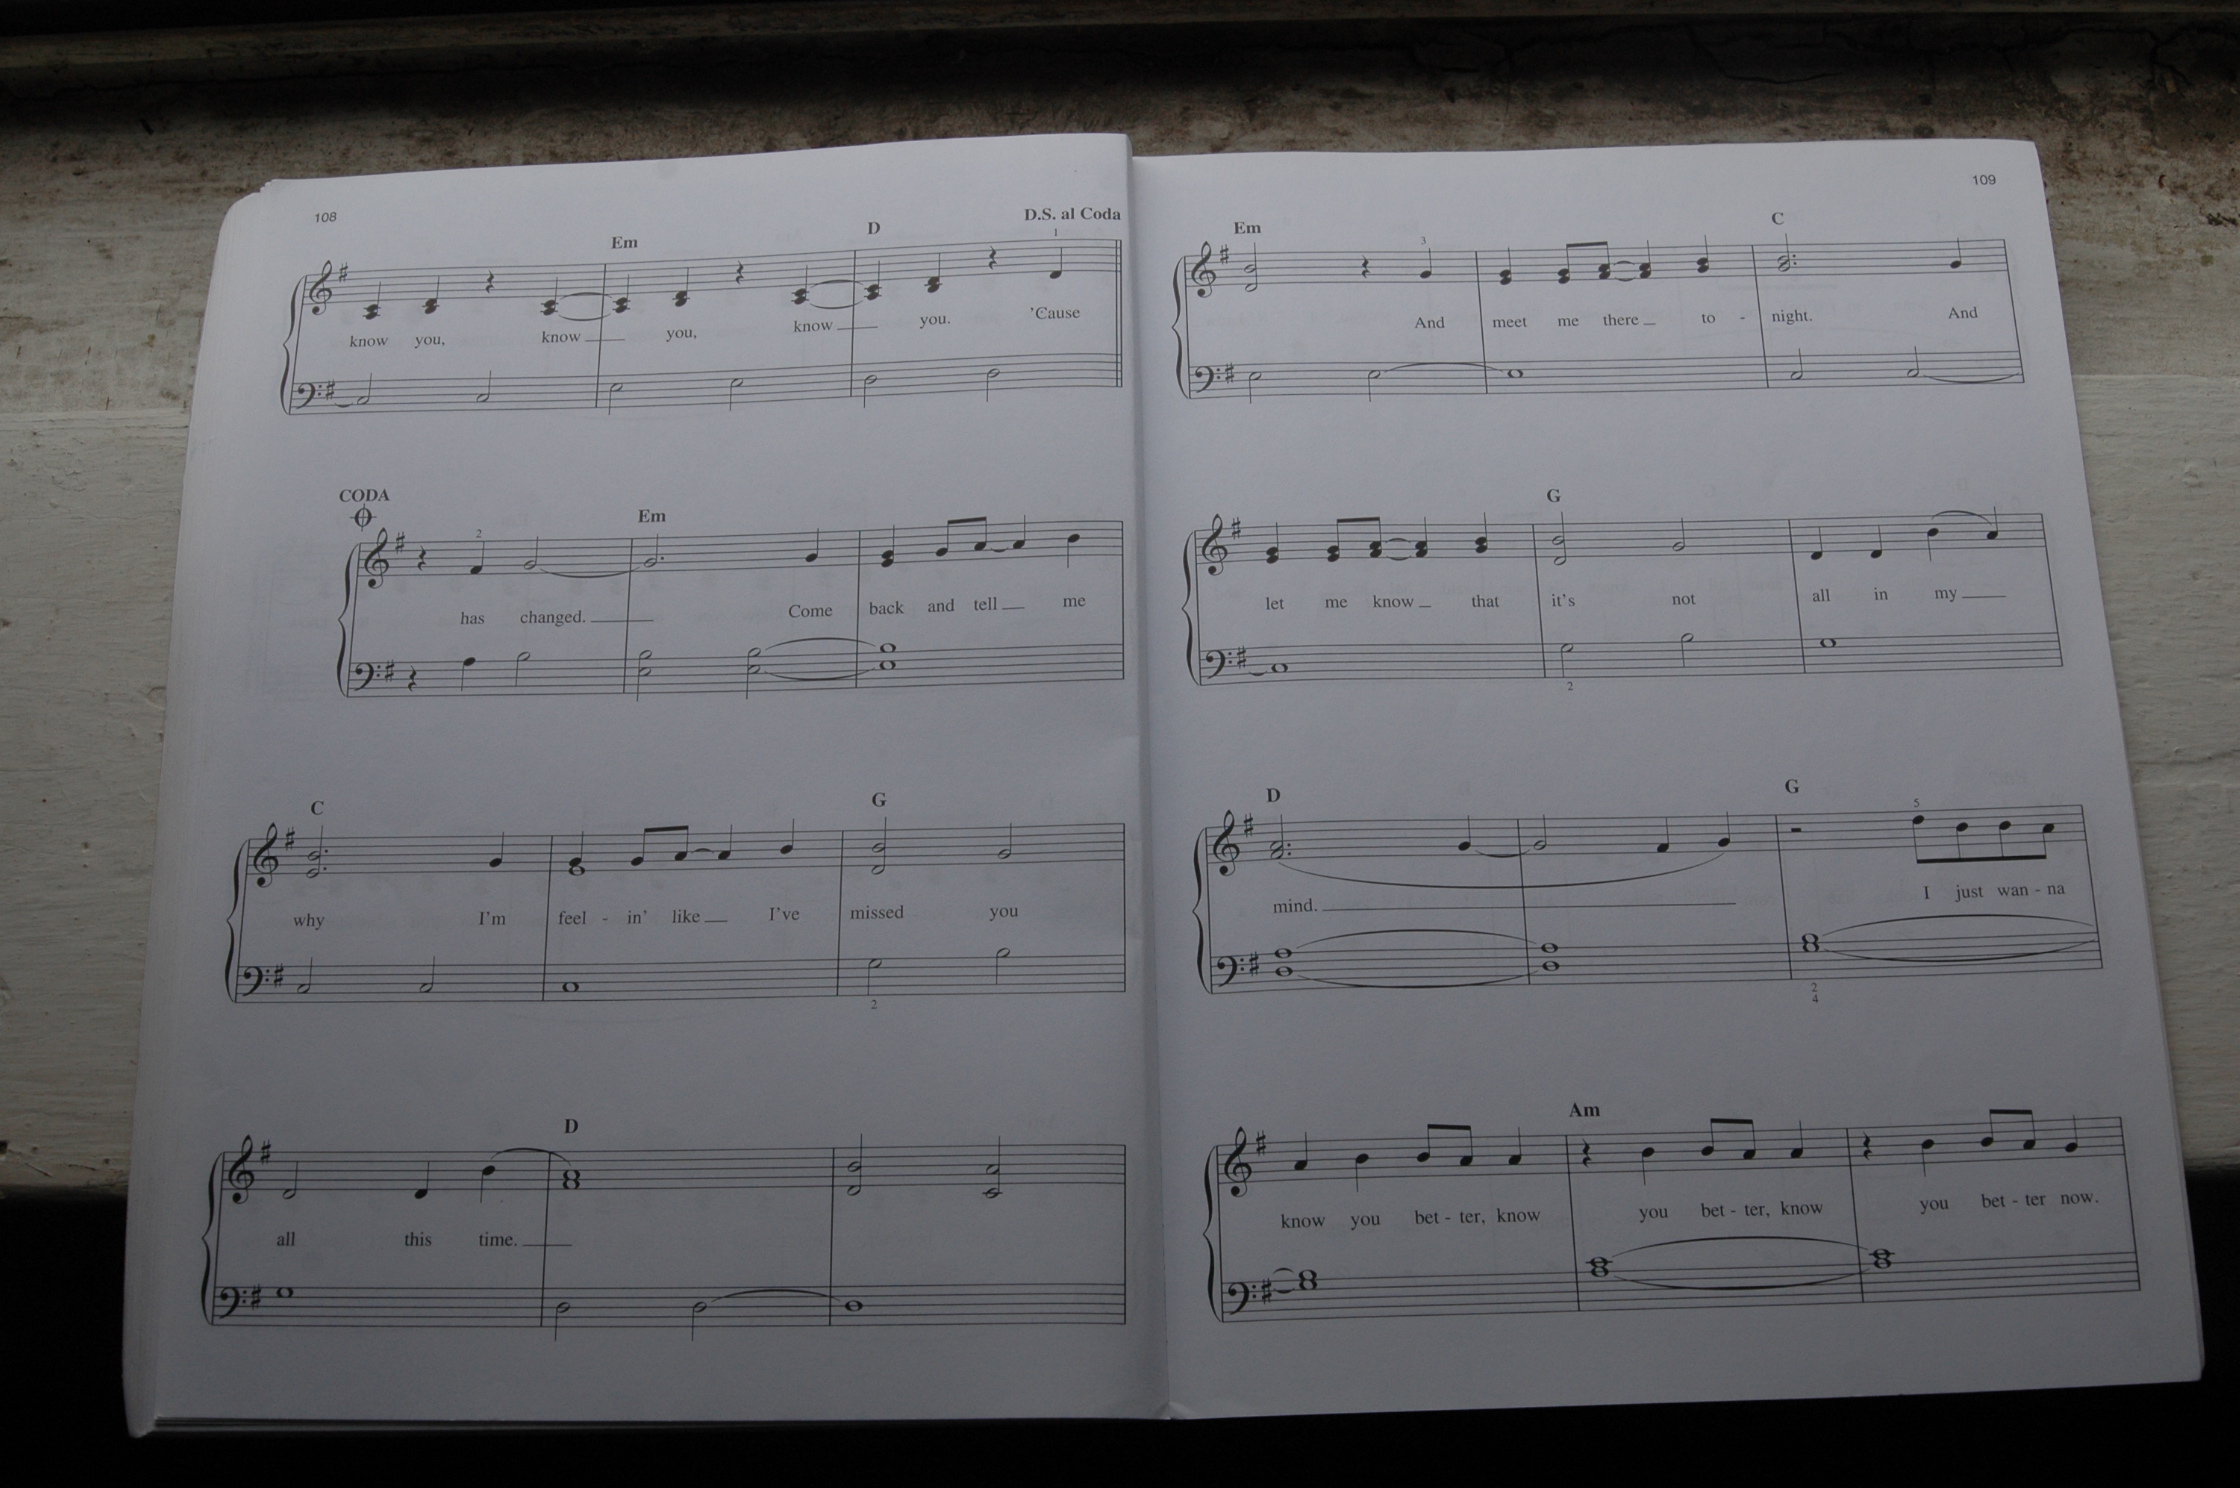 108
D.S. al Coda
Em D
1
know you, know you, know you. 'Cause
CODA
Em
2
has changed. Come back and tell me
C G
why I'm feel - in' like I've missed you
2
D
all this time.
109
Em C
3
And meet me there to - night. And
G
let me know that it's not all in my
2
D G
5
mind. I just wan - na
2
4
Am
know you bet - ter, know you bet - ter, know you bet - ter now.